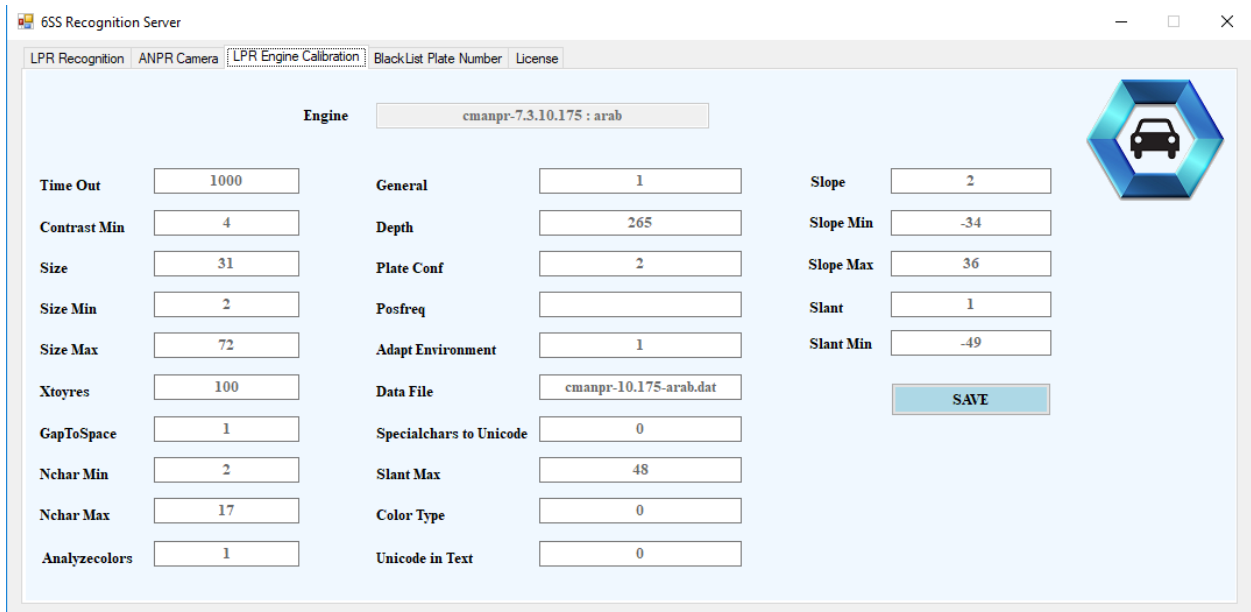 6SS Recognition Server
LPR Recognition ANPR Camera LPR Engine Calibration BlackList Plate Number License
Engine cmanpr-7.3.10.175 : arab
Time Out 1000 General 1 Slope 2
Contrast Min 4 Depth 265 Slope Min -34
Size 31 Plate Conf 2 Slope Max 36
Size Min 2 Posfreq Slant 1
Size Max 72 Adapt Environment 1 Slant Min -49
Xtoyres 100 Data File cmanpr-10.175-arab.dat SAVE
GapToSpace 1 Specialchars to Unicode 0
Nchar Min 2 Slant Max 48
Nchar Max 17 Color Type 0
Analyzecolors 1 Unicode in Text 0